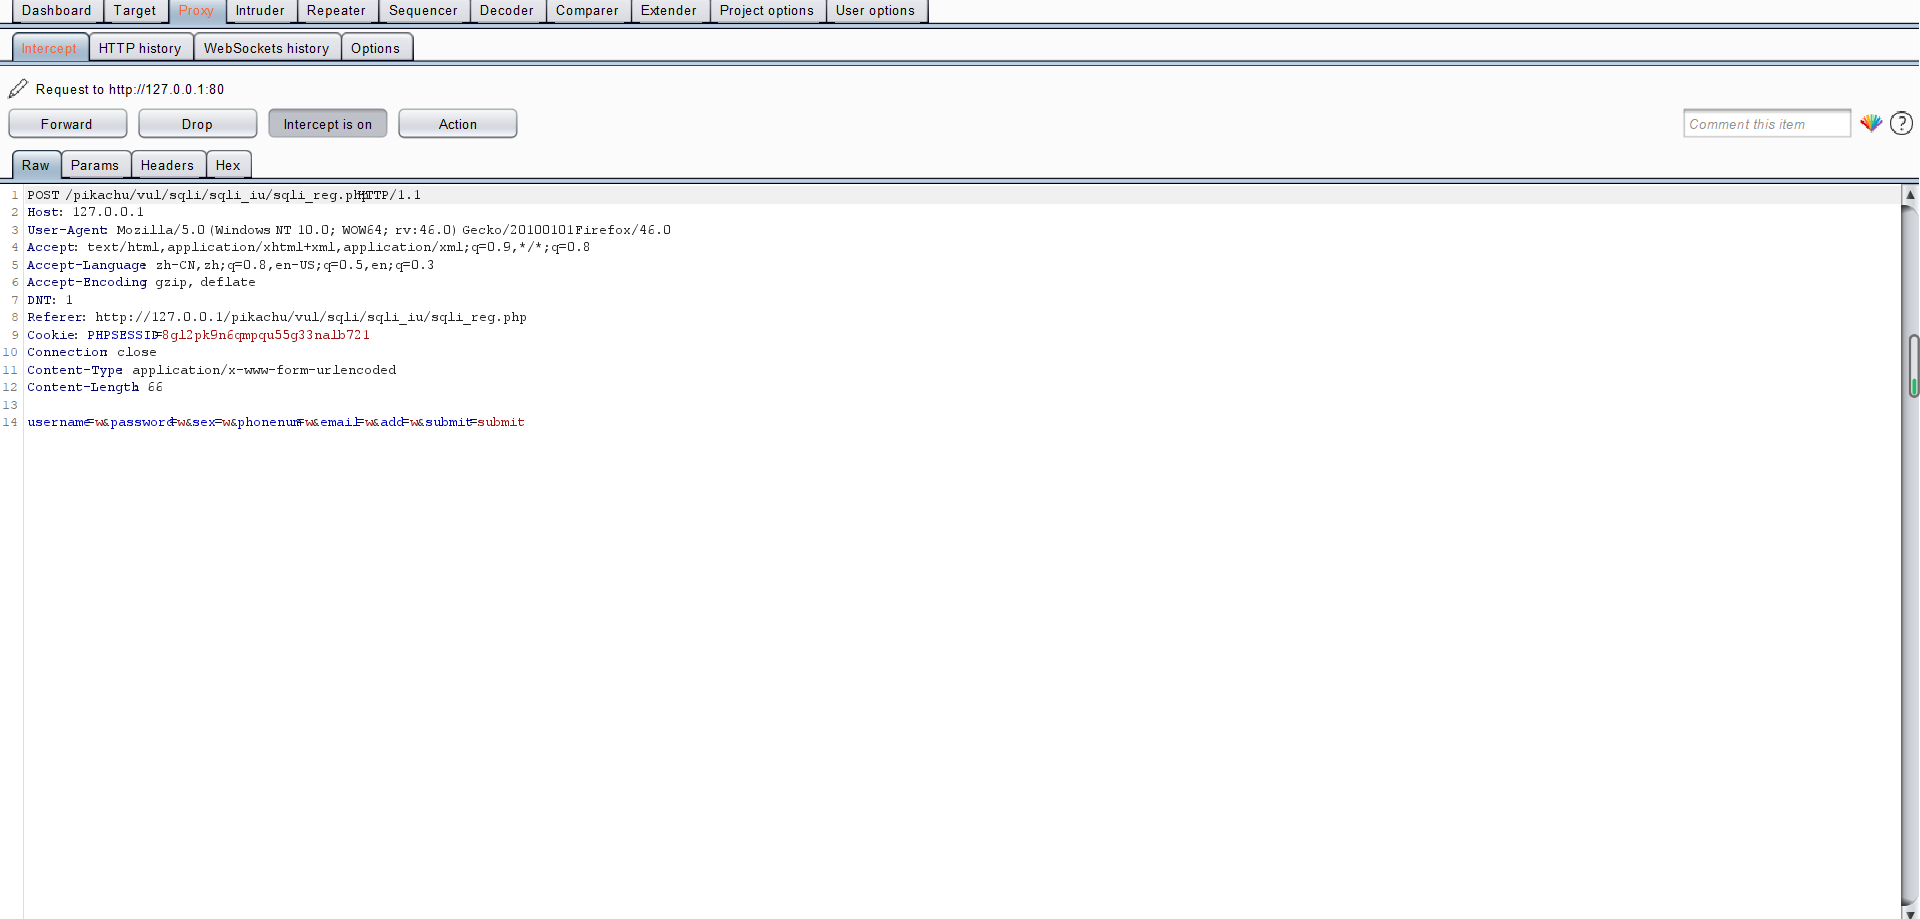 Dashboard Target Proxy Intruder Repeater Sequencer Decoder Comparer Extender Project options User options
Intercept HTTP history WebSockets history Options
Request to http://127.0.0.1:80
Forward Drop Intercept is on Action Comment this item ?
Raw Params Headers Hex
1 POST /pikachu/vul/sqli/sqli_iu/sqli_reg.php HTTP/1.1
2 Host: 127.0.0.1
3 User-Agent: Mozilla/5.0 (Windows NT 10.0; WOW64; rv:46.0) Gecko/20100101 Firefox/46.0
4 Accept: text/html,application/xhtml+xml,application/xml;q=0.9,*/*;q=0.8
5 Accept-Language: zh-CN,zh;q=0.8,en-US;q=0.5,en;q=0.3
6 Accept-Encoding: gzip, deflate
7 DNT: 1
8 Referer: http://127.0.0.1/pikachu/vul/sqli/sqli_iu/sqli_reg.php
9 Cookie: PHPSESSID=8gl2pk9n6qmpqu55g33nalb721
10 Connection: close
11 Content-Type: application/x-www-form-urlencoded
12 Content-Length: 66
13
14 username=w&password=w&sex=w&phonenum=w&email=w&add=w&submit=submit